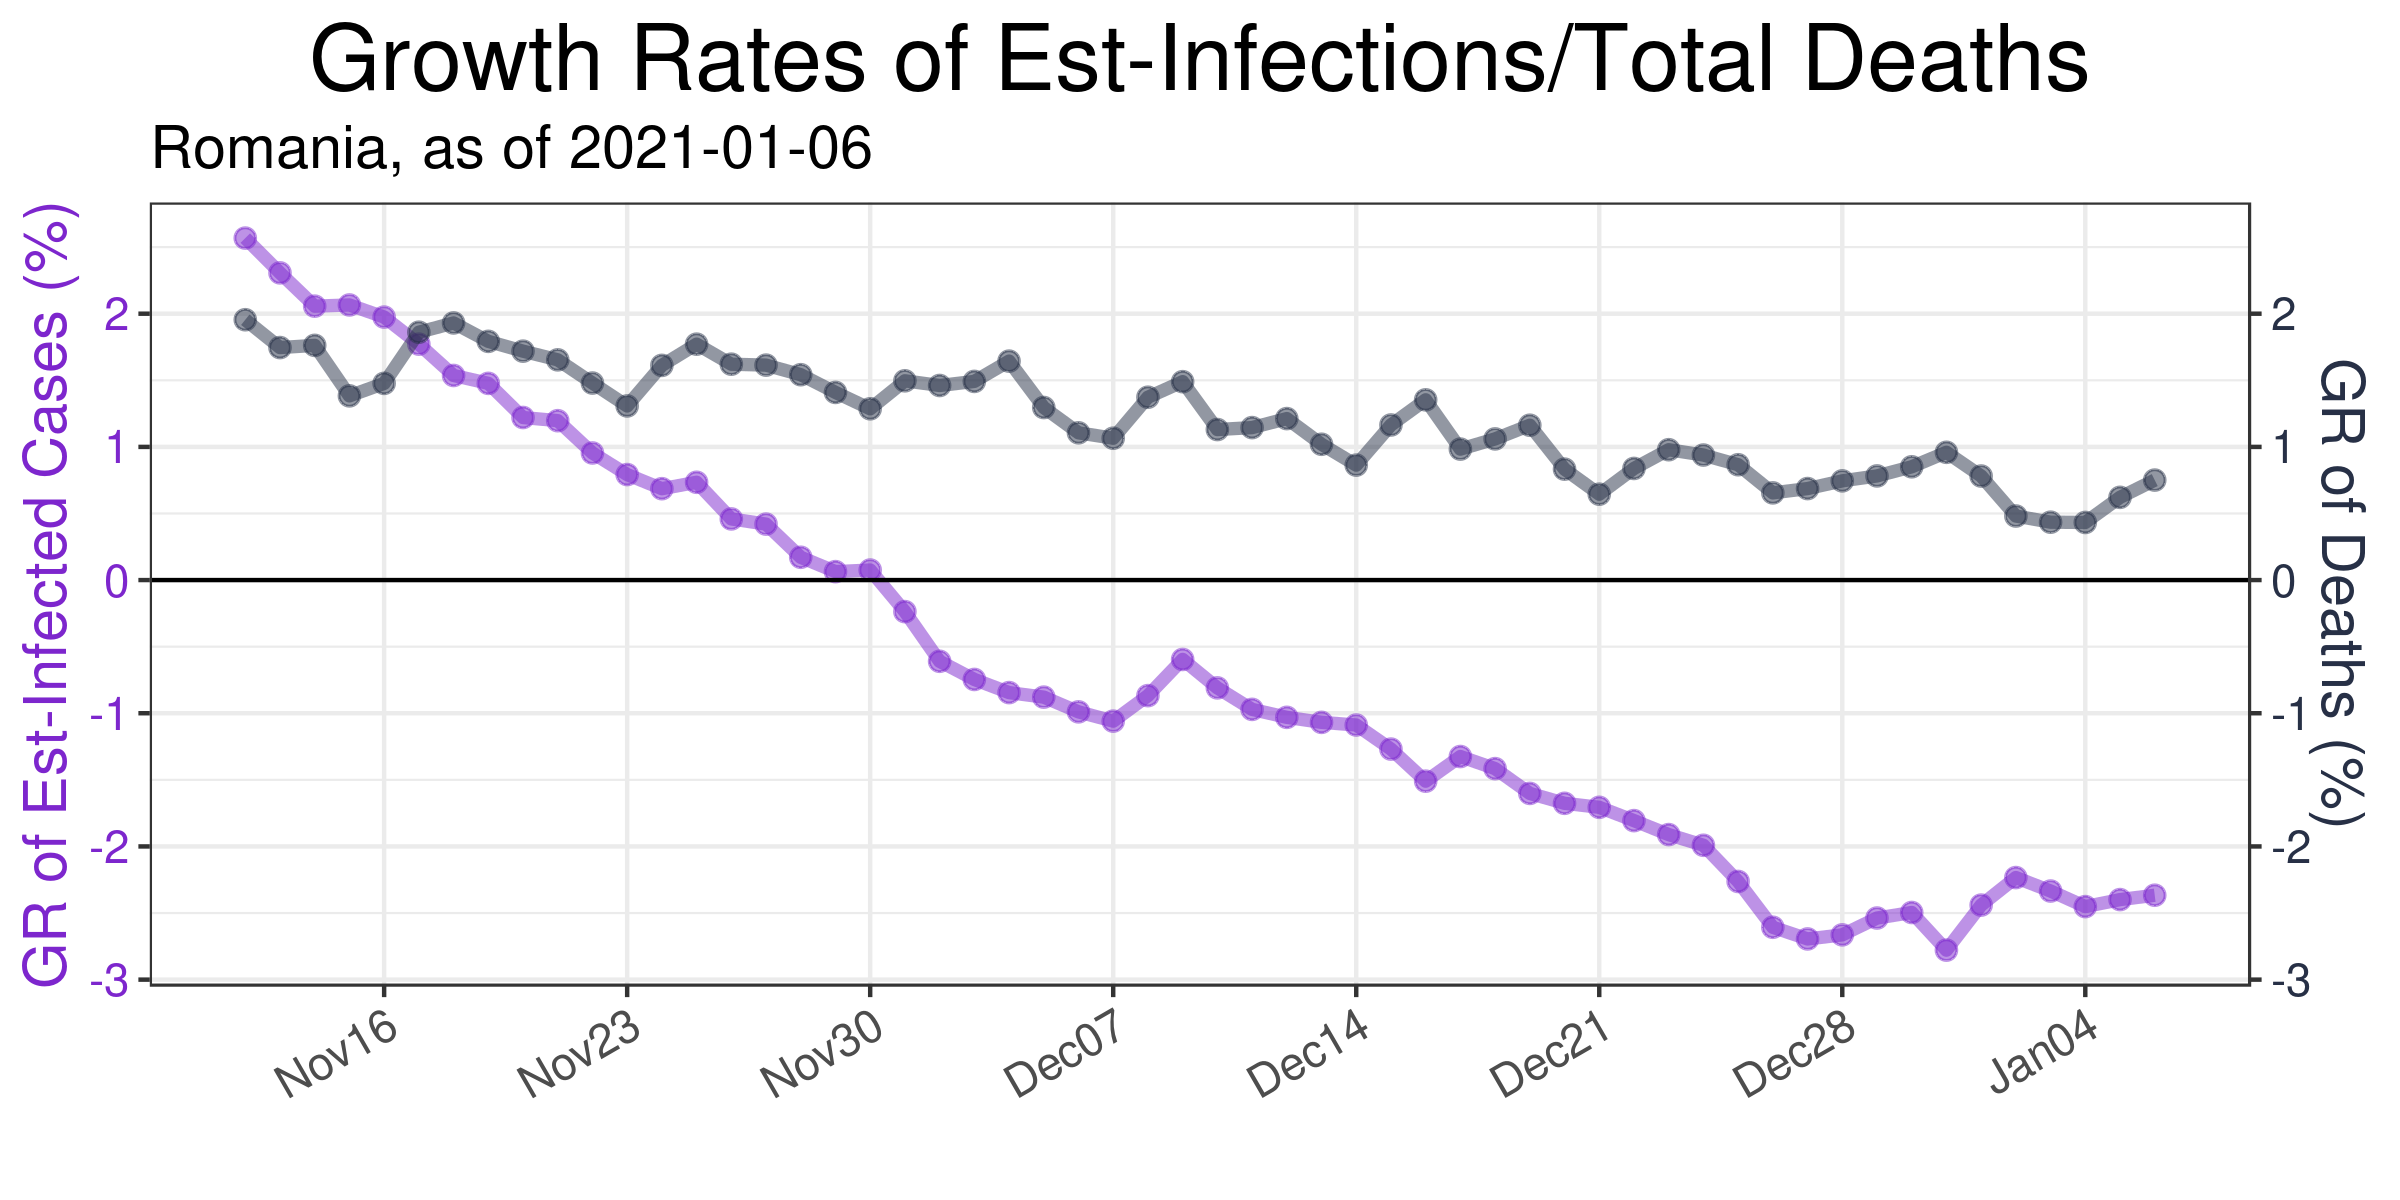 Growth Rates of Est-Infections/Total Deaths
Romania, as of 2021-01-06
GR of Est-Infected Cases (%)
2
1
0
-1
-2
-3
2
1
0
-1
-2
-3
GR of Deaths (%)
Nov16
Nov23
Nov30
Dec07
Dec14
Dec21
Dec28
Jan04